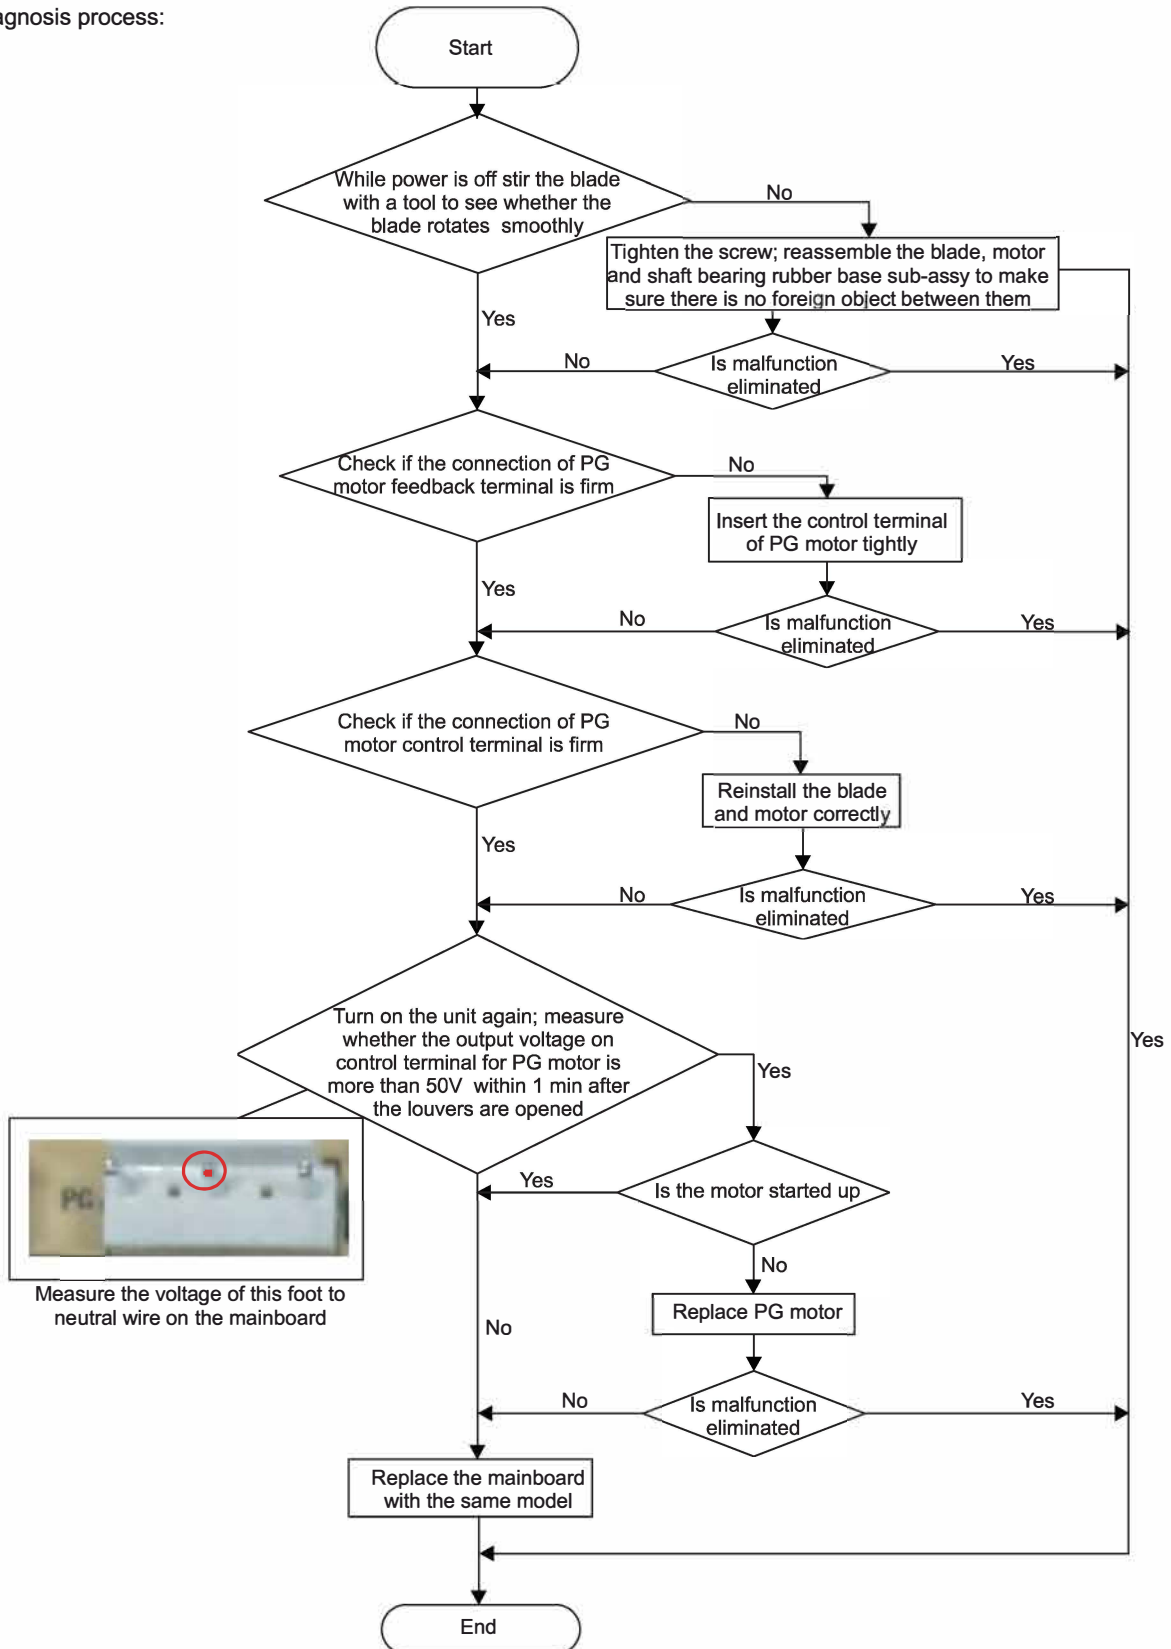 agnosis process:
Start
While power is off stir the blade
with a tool to see whether the
blade rotates smoothly
No
Tighten the screw; reassemble the blade, motor
and shaft bearing rubber base sub-assy to make
sure there is no foreign object between them
Yes
No
Is malfunction
eliminated
Yes
Check if the connection of PG
motor feedback terminal is firm
No
Insert the control terminal
of PG motor tightly
Yes
No
Is malfunction
eliminated
Yes
Check if the connection of PG
motor control terminal is firm
No
Reinstall the blade
and motor correctly
Yes
No
Is malfunction
eliminated
Yes
Turn on the unit again; measure
whether the output voltage on
control terminal for PG motor is
more than 50V within 1 min after
the louvers are opened
Yes
Yes
PG
Yes
Is the motor started up
No
Measure the voltage of this foot to
neutral wire on the mainboard
Replace PG motor
No
No
Is malfunction
eliminated
Yes
Replace the mainboard
with the same model
End